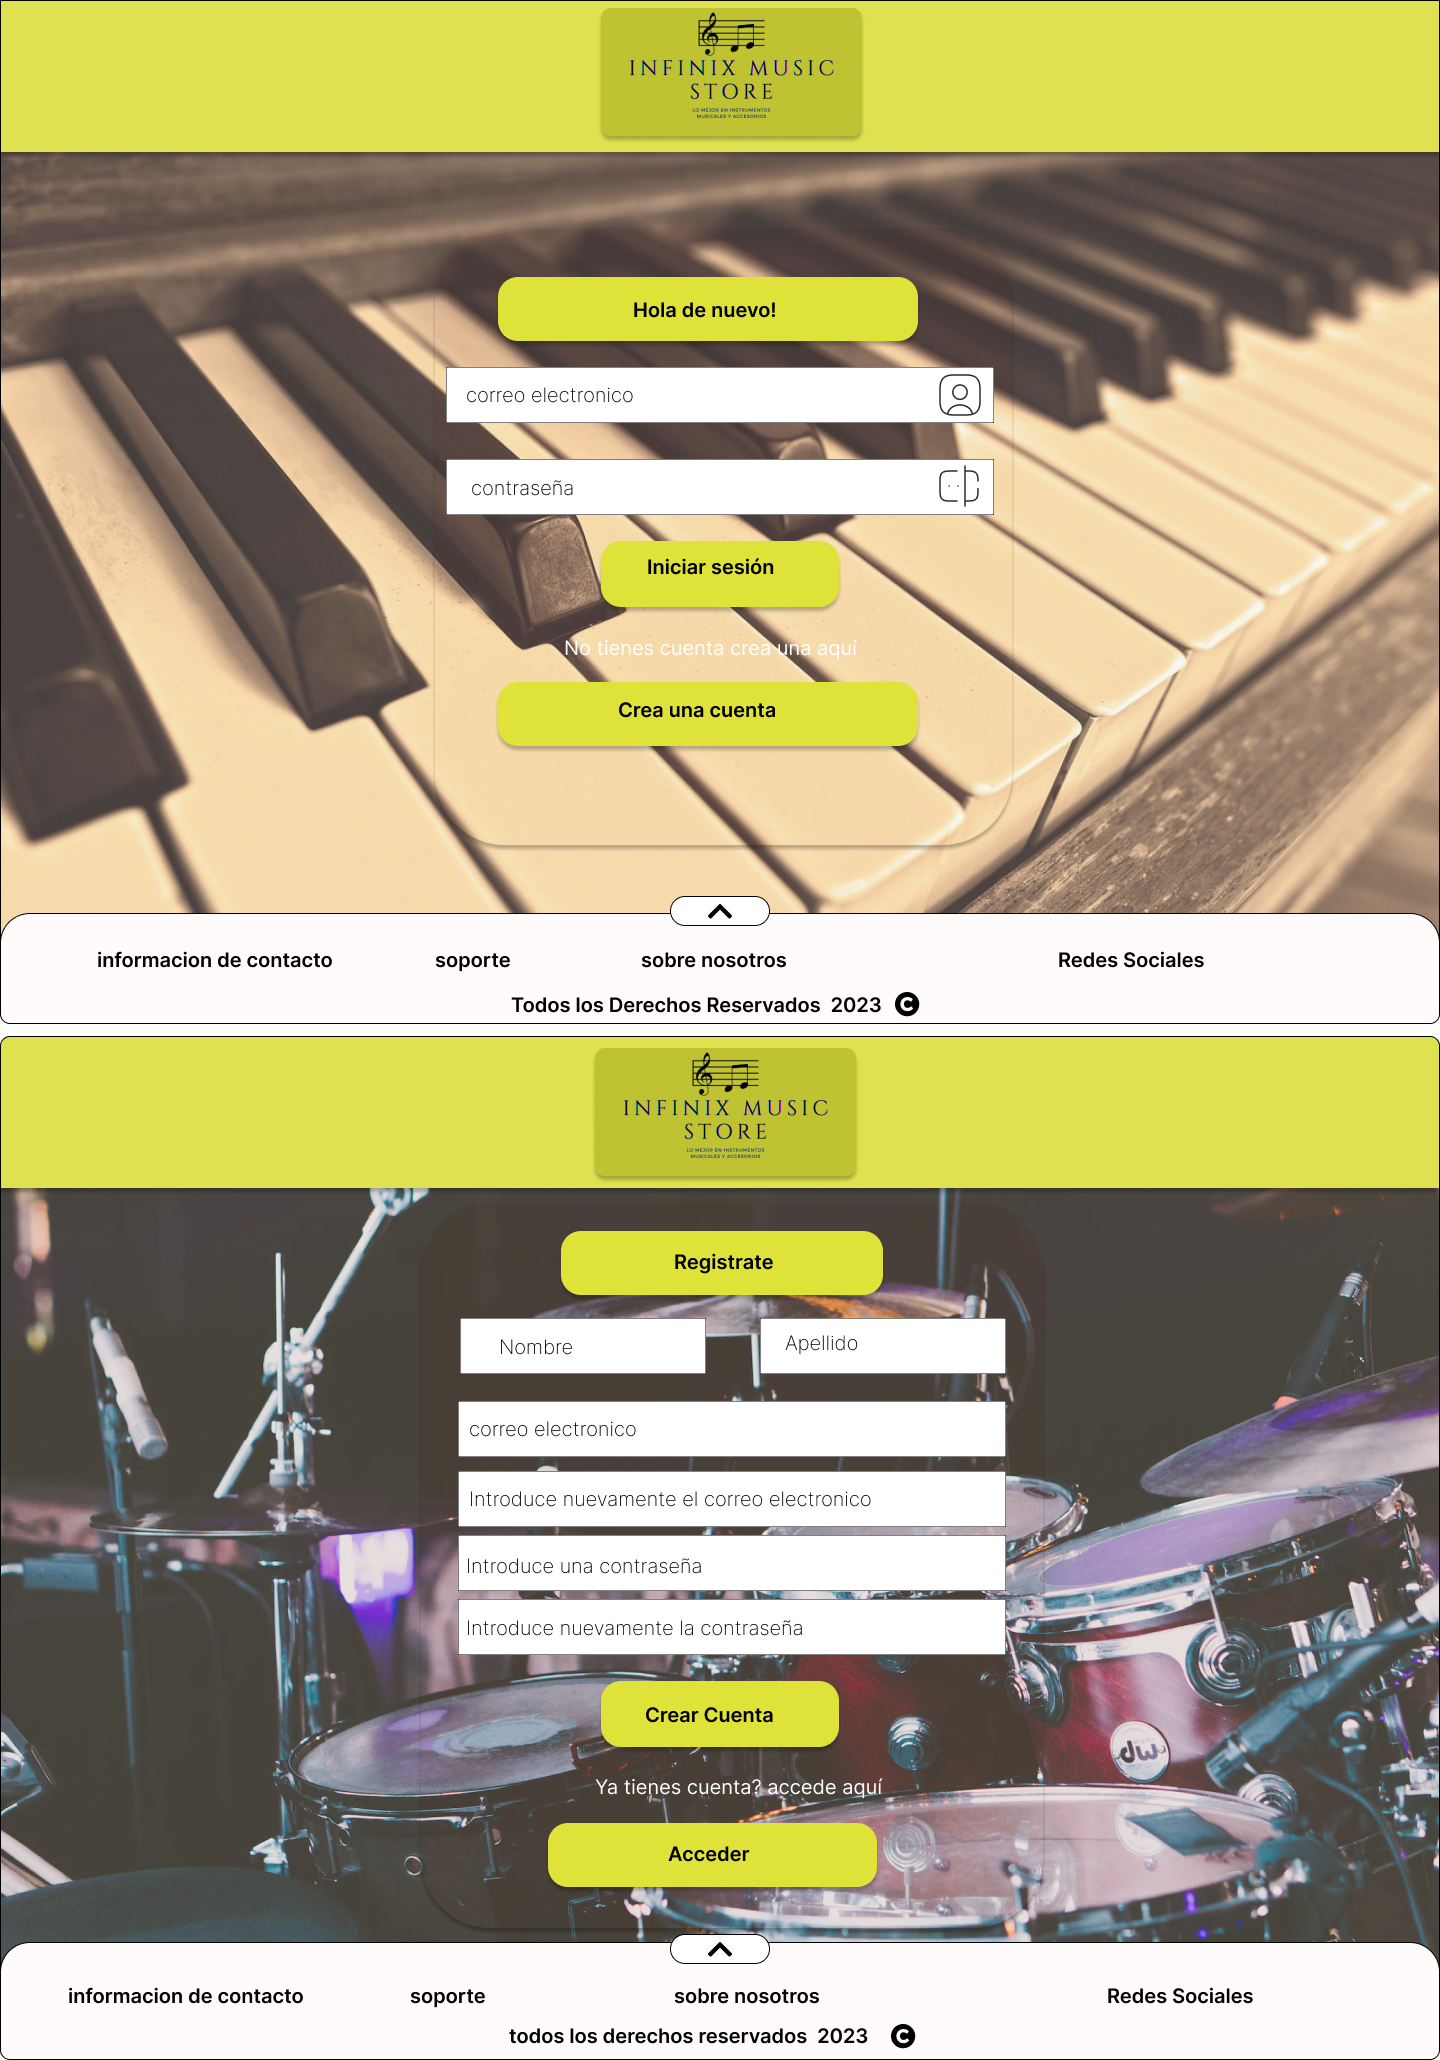 INFINIX MUSIC
STORE
LO MEJOR EN INSTRUMENTOS
MUSICALES Y ACCESORIOS
Hola de nuevo!
correo electronico
contraseña
Iniciar sesión
No tienes cuenta crea una aquí
Crea una cuenta
informacion de contacto soporte sobre nosotros Redes Sociales
Todos los Derechos Reservados 2023 C
INFINIX MUSIC
STORE
LO MEJOR EN INSTRUMENTOS
MUSICALES Y ACCESORIOS
Registrate
Nombre Apellido
correo electronico
Introduce nuevamente el correo electronico
Introduce una contraseña
Introduce nuevamente la contraseña
Crear Cuenta
dw
Ya tienes cuenta? accede aquí
Acceder
informacion de contacto soporte sobre nosotros Redes Sociales
todos los derechos reservados 2023 C